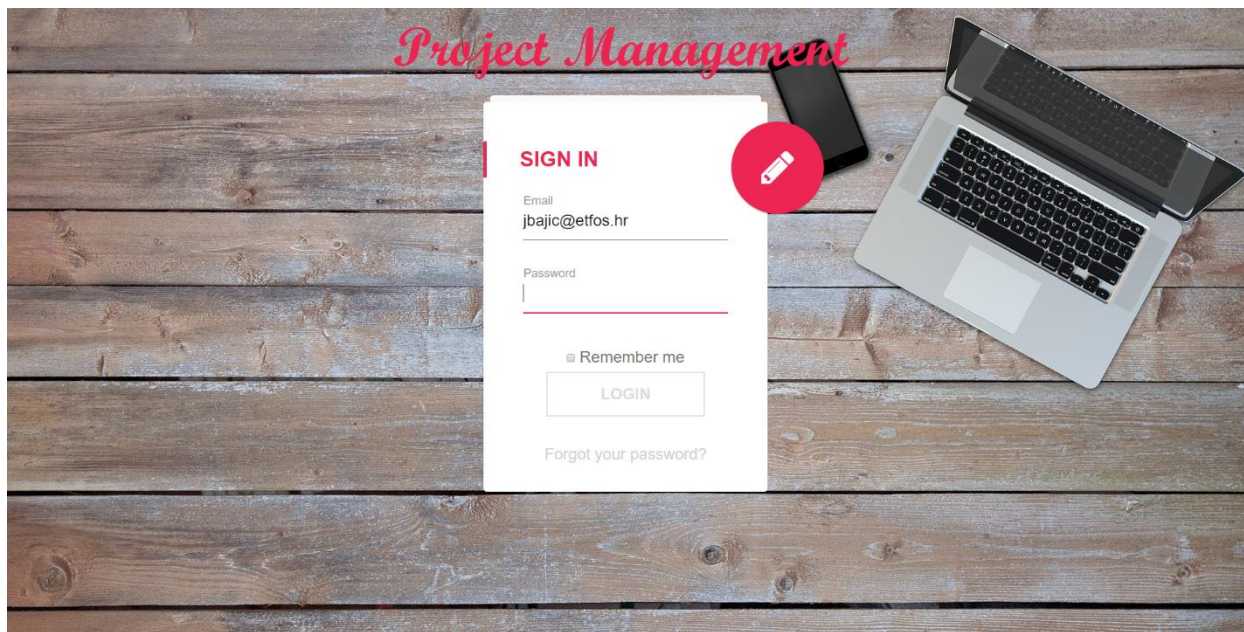 Project Management
SIGN IN
Email
jbajic@etfos.hr
Password
Remember me
LOGIN
Forgot your password?